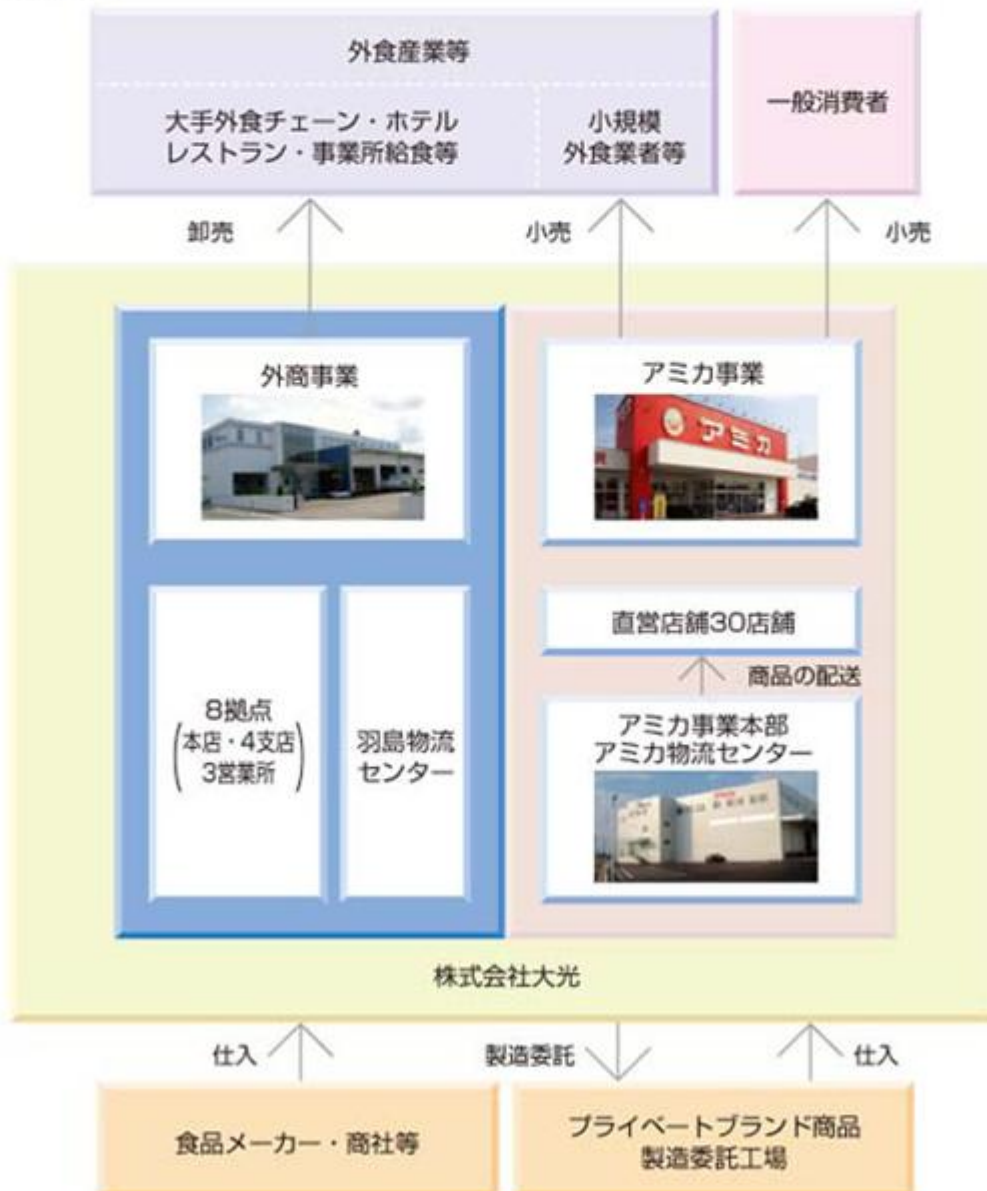 外食産業等
大手外食チェーン・ホテル
レストラン・事業所給食等
小規模
外食業者等
一般消費者
卸売
小売
小売
外商事業
アミカ事業
アミカ
直営店舗30店舗
商品の配送
8拠点
(本店・4支店)
3営業所
羽島物流
センター
アミカ事業本部
アミカ物流センター
株式会社大光
仕入
製造委託
仕入
食品メーカー・商社等
プライベートブランド商品
製造委託工場